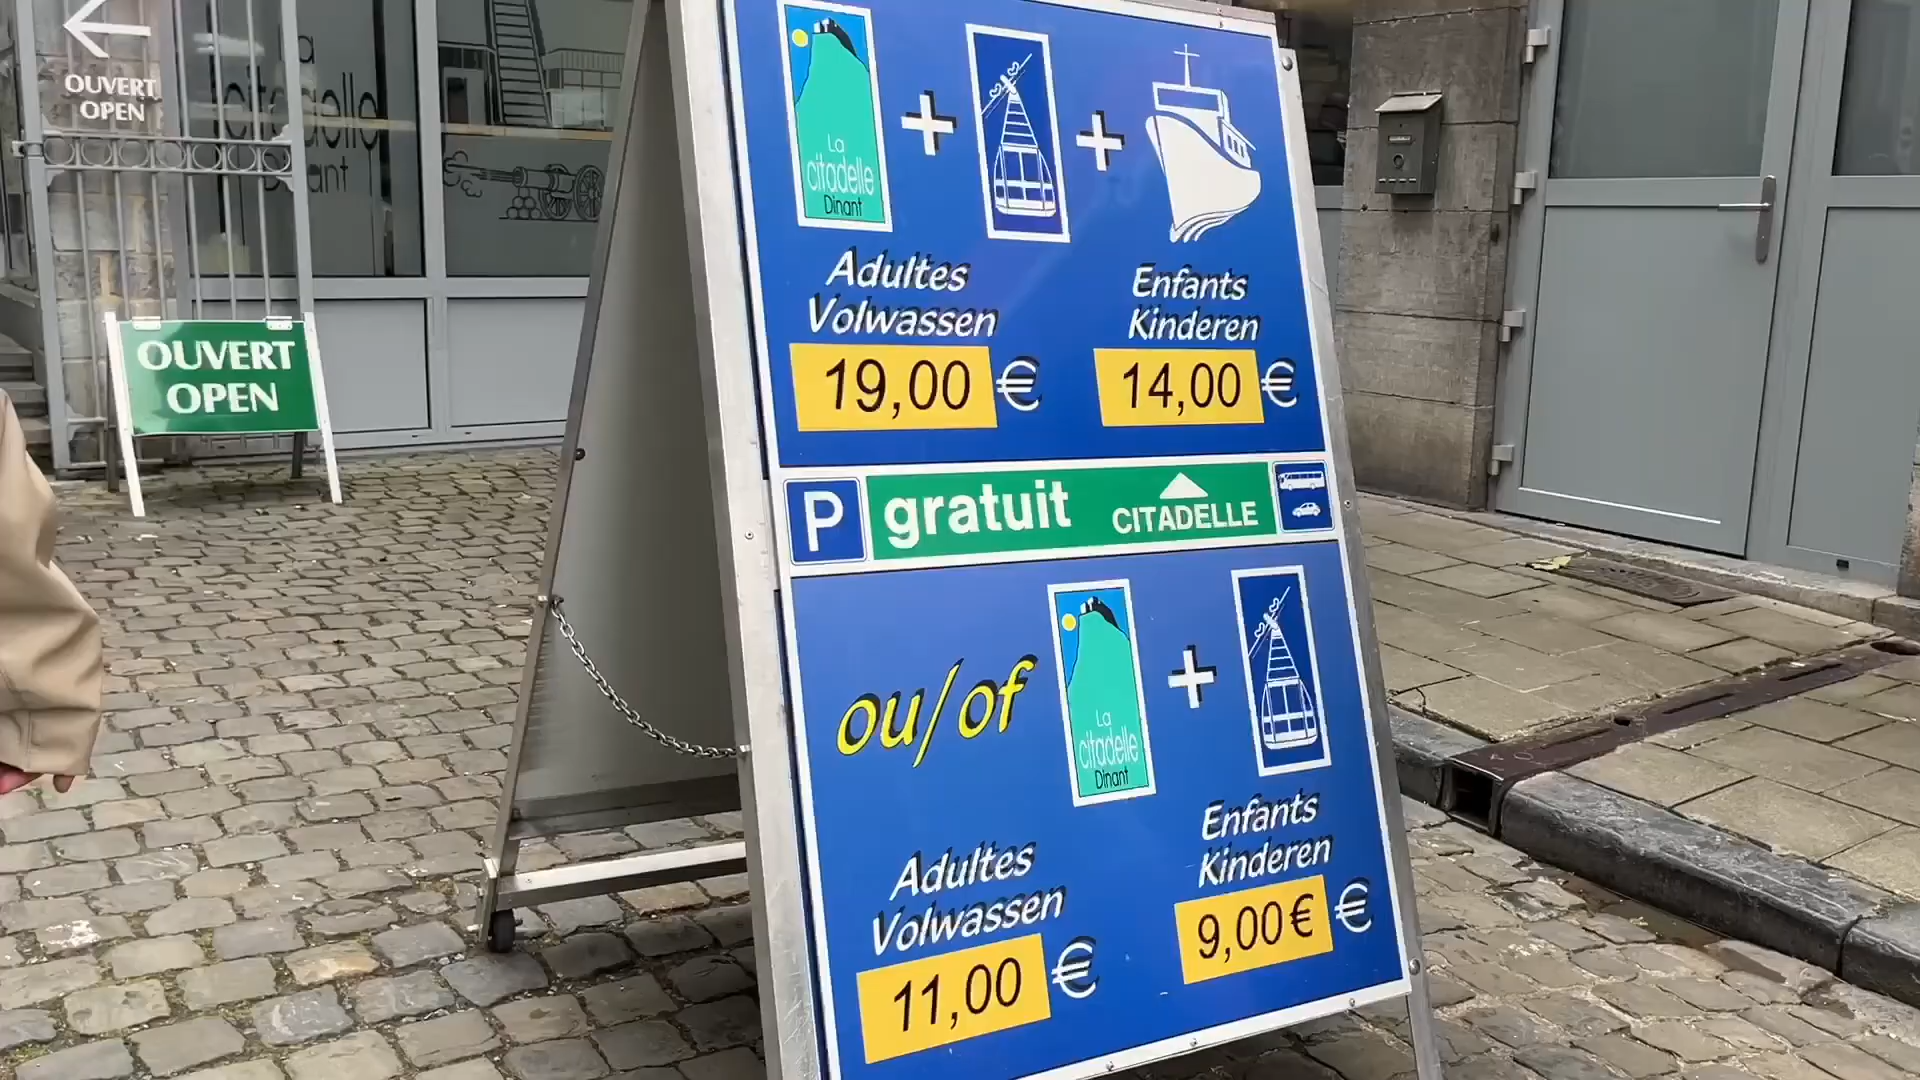 OUVERT
OPEN
la
citadelle
Dinant
OUVERT
OPEN
La
citadelle
Dinant
+
+
Adultes
Volwassen
19,00 €
Enfants
Kinderen
14,00 €
P gratuit CITADELLE
ou/of
La
citadelle
Dinant
+
Adultes
Volwassen
11,00 €
Enfants
Kinderen
9,00€ €